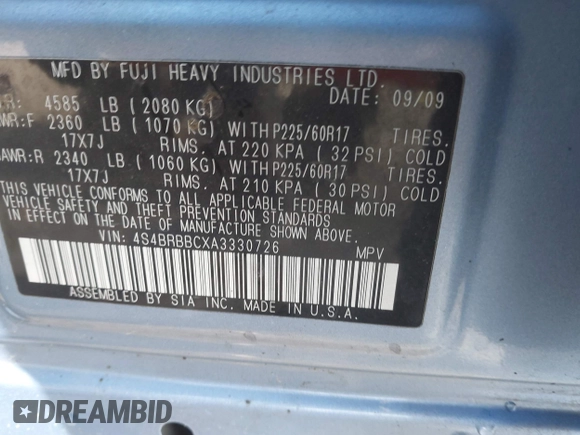 MFD BY FUJI HEAVY INDUSTRIES LTD.
DATE: 09/09
4585 LB (2080 KG)
2360 LB (1070 KG) WITH P225/60R17 TIRES.
17X7J RIMS. AT 220 KPA (32 PSI) COLD
GAWR:R 2340 LB (1060 KG) WITH P225/60R17 TIRES.
17X7J RIMS. AT 210 KPA (30 PSI) COLD
THIS VEHICLE CONFORMS TO ALL APPLICABLE FEDERAL MOTOR
VEHICLE SAFETY AND THEFT PREVENTION STANDARDS
IN EFFECT ON THE DATE OF MANUFACTURE SHOWN ABOVE.
VIN: 4S4BRBBCXA3330726 MPV
ASSEMBLED BY SIA INC. MADE IN U.S.A.
DREAMBID